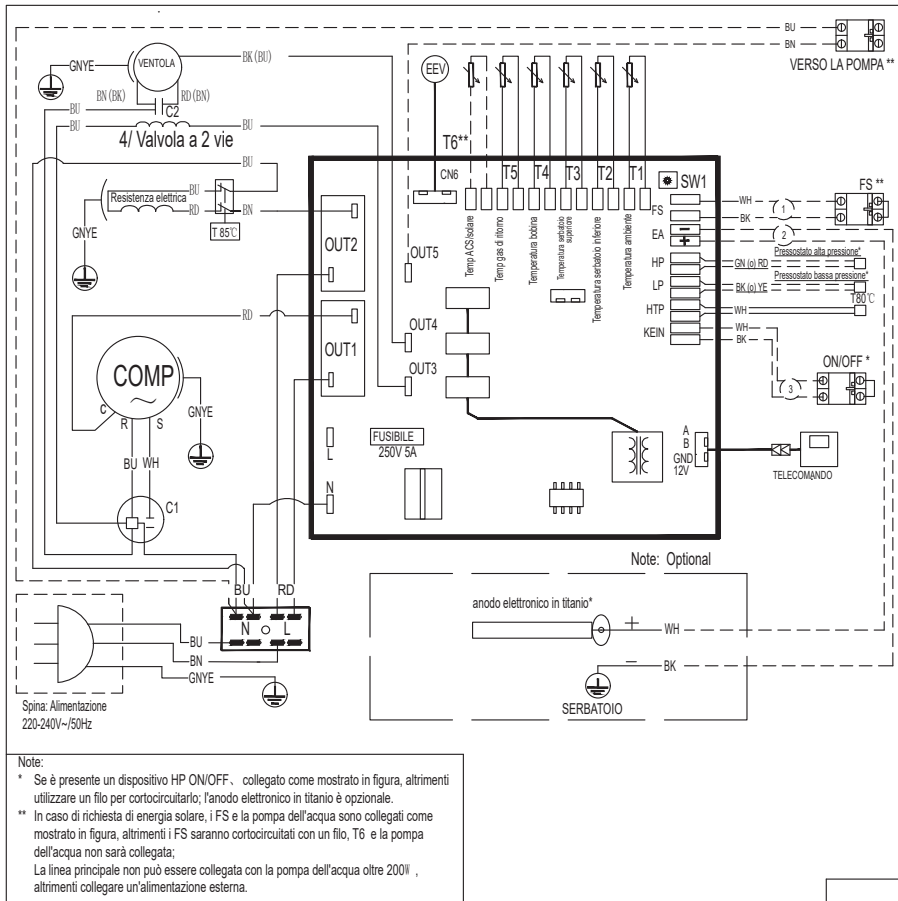 BU
BN
VERSO LA POMPA **
VENTOLA
GNYE
BK(BU)
BN(BK)
RD(BN)
C2
BU
BU
BU
4/ Valvola a 2 vie
BU
Resistenza elettrica
BU
RD
BN
T 85℃
GNYE
EEV
CN6
T6**
T5
T4
T3
T2
T1
Temp ACS/solare
Temp gas di ritorno
Temperatura bobina
Temperatura serbatoio
superiore
Temperatura serbatoio inferiore
Temperatura ambiente
SW1
FS
EA
−
+
HP
LP
HTP
KEIN
WH
BK
1
2
FS **
Pressostato alta pressione*
GN (o) RD
Pressostato bassa pressione*
BK (o) YE
T80℃
WH
WH
BK
3
ON/OFF *
OUT2
OUT1
OUT5
OUT4
OUT3
RD
COMP
~
C
R
S
GNYE
BU
WH
C1
FUSIBILE
250V 5A
L
N
A
B
GND
12V
TELECOMANDO
BU
RD
N
L
BU
BN
GNYE
Spina: Alimentazione
220-240V~/50Hz
Note: Optional
anodo elettronico in titanio*
+
WH
−
BK
SERBATOIO
Note:
* Se è presente un dispositivo HP ON/OFF、 collegato come mostrato in figura, altrimenti
utilizzare un filo per cortocircuitarlo; l'anodo elettronico in titanio è opzionale.
** In caso di richiesta di energia solare, i FS e la pompa dell'acqua sono collegati come
mostrato in figura, altrimenti i FS saranno cortocircuitati con un filo, T6 e la pompa
dell'acqua non sarà collegata;
La linea principale non può essere collegata con la pompa dell'acqua oltre 200W ,
altrimenti collegare un'alimentazione esterna.